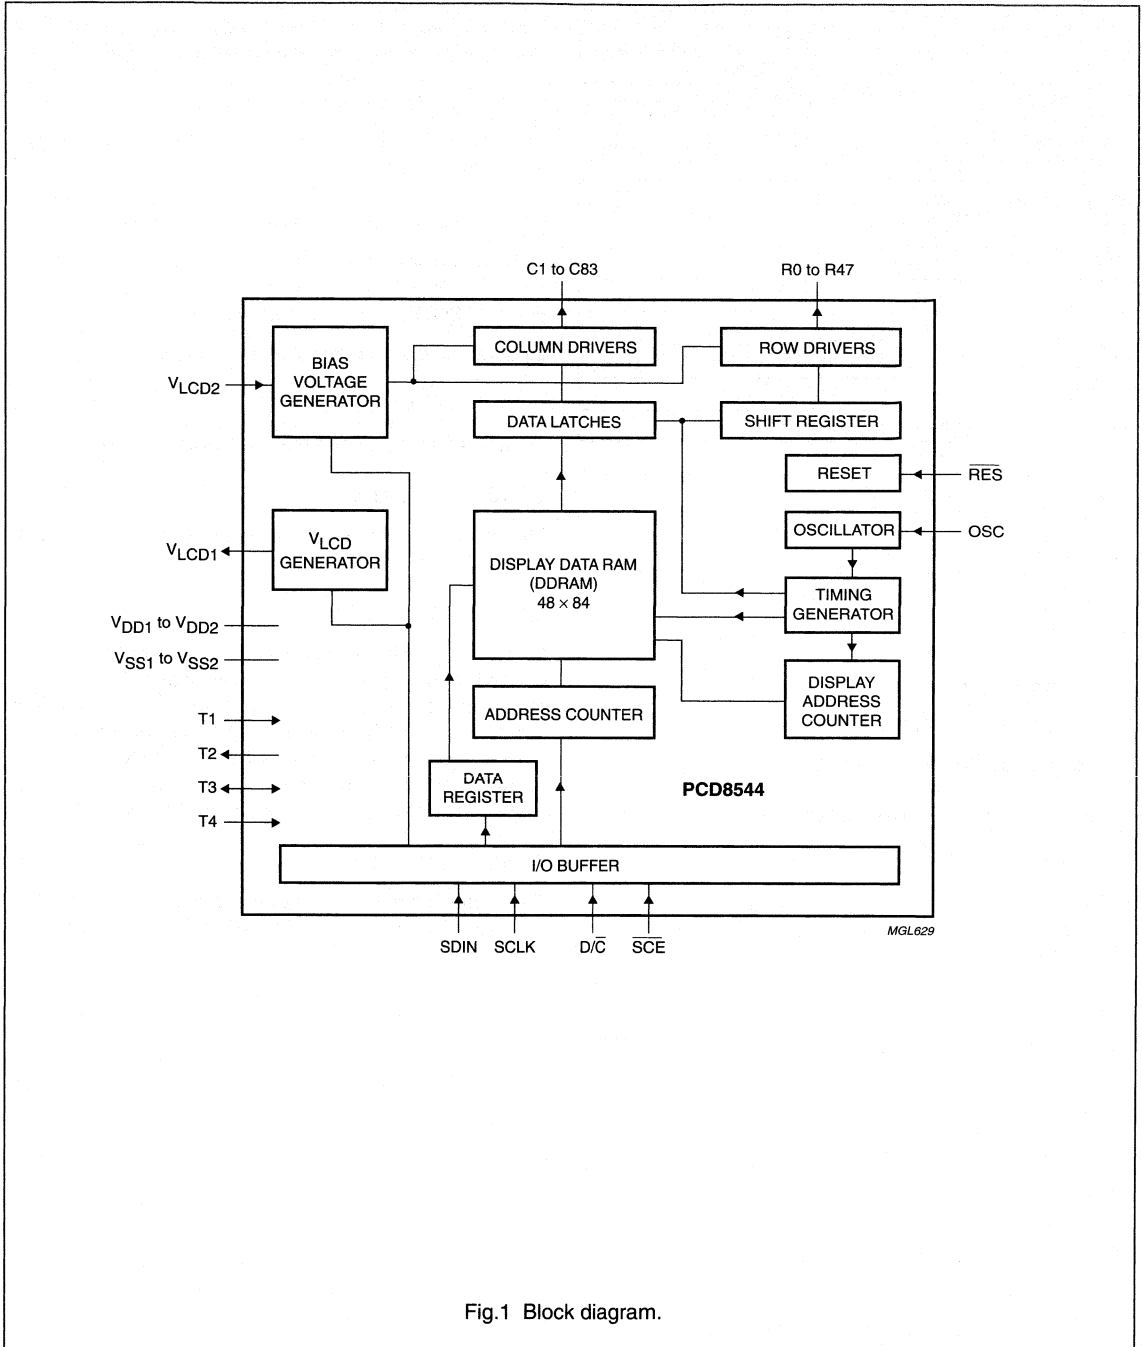 C1 to C83
R0 to R47
COLUMN DRIVERS
ROW DRIVERS
BIAS
VOLTAGE
GENERATOR
VLCD2
DATA LATCHES
SHIFT REGISTER
RESET
RES
VLCD1
VLCD
GENERATOR
DISPLAY DATA RAM
(DDRAM)
48 × 84
OSCILLATOR
OSC
TIMING
GENERATOR
VDD1 to VDD2
VSS1 to VSS2
DISPLAY
ADDRESS
COUNTER
ADDRESS COUNTER
T1
T2
T3
T4
DATA
REGISTER
PCD8544
I/O BUFFER
SDIN
SCLK
D/C̅
S̅C̅E̅
MGL629
Fig.1 Block diagram.